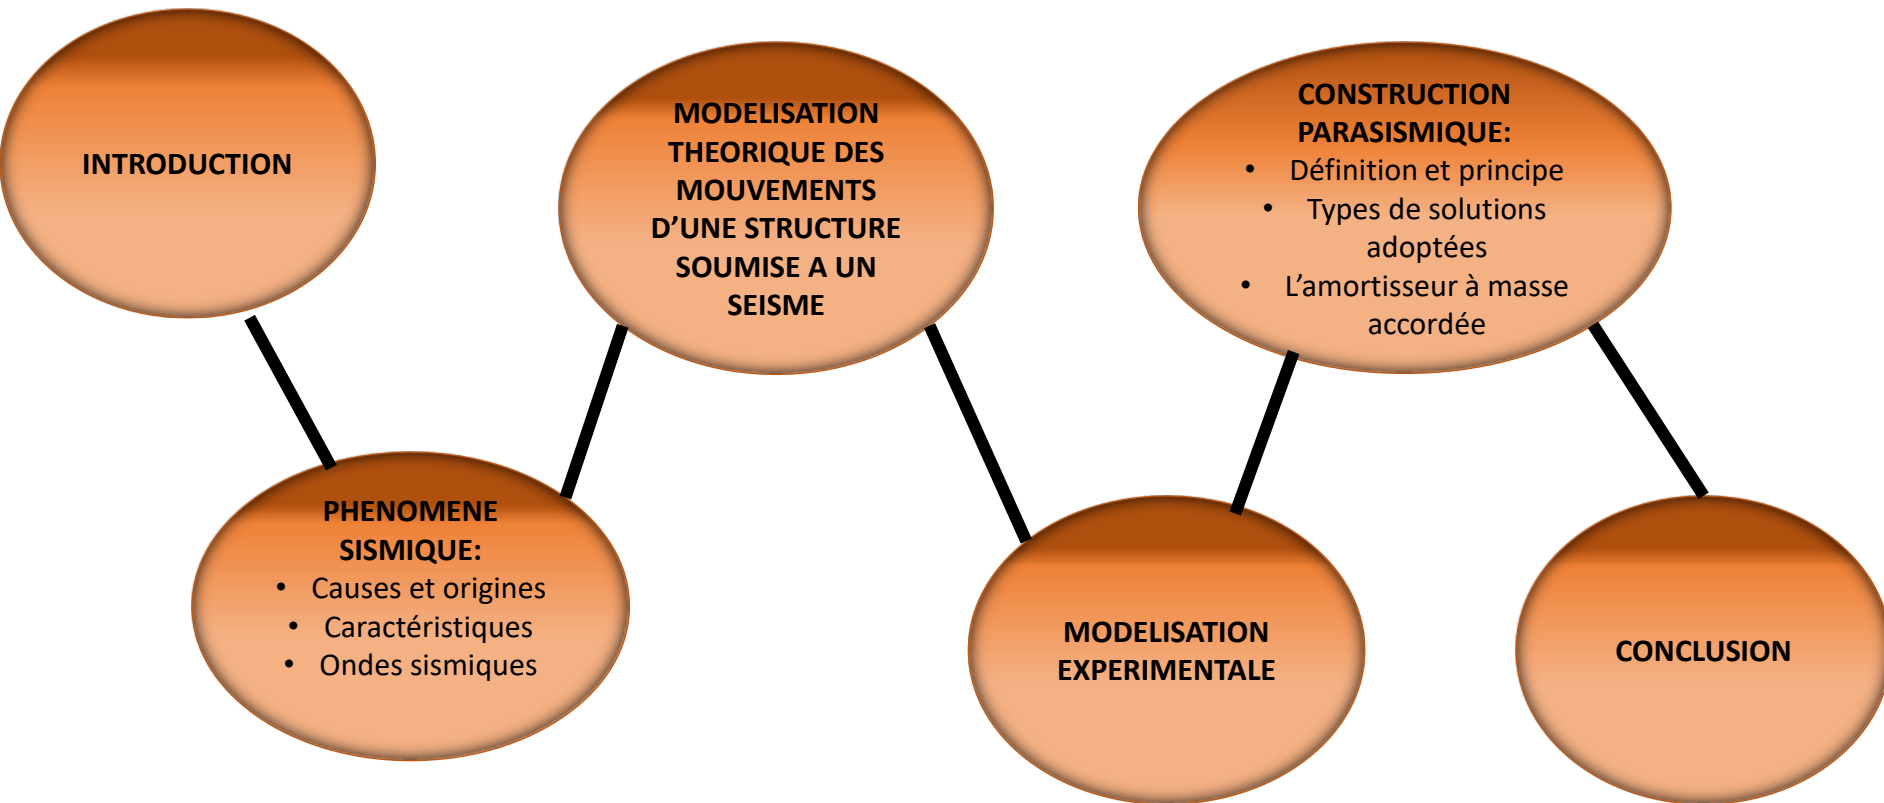 INTRODUCTION
PHENOMENE
SISMIQUE:
• Causes et origines
• Caractéristiques
• Ondes sismiques
MODELISATION
THEORIQUE DES
MOUVEMENTS
D’UNE STRUCTURE
SOUMISE A UN
SEISME
MODELISATION
EXPERIMENTALE
CONSTRUCTION
PARASISMIQUE:
• Définition et principe
• Types de solutions
adoptées
• L’amortisseur à masse
accordée
CONCLUSION